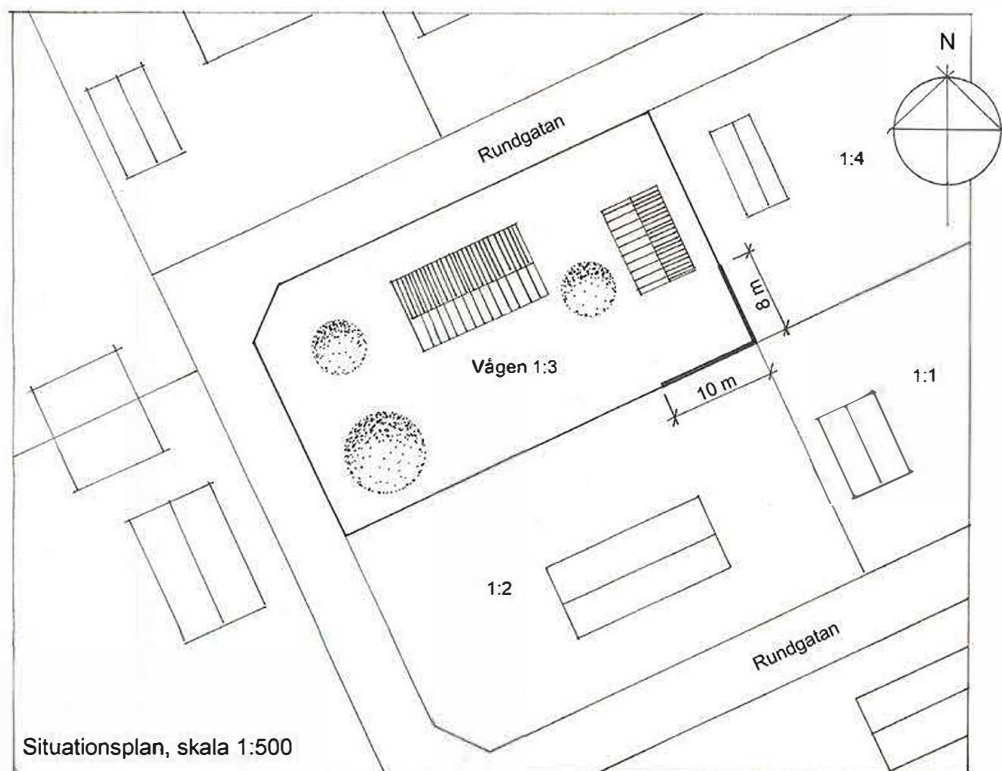 N
Rundgatan
1:4
8 m
Vågen 1:3
10 m
1:1
1:2
Rundgatan
Situationsplan, skala 1:500